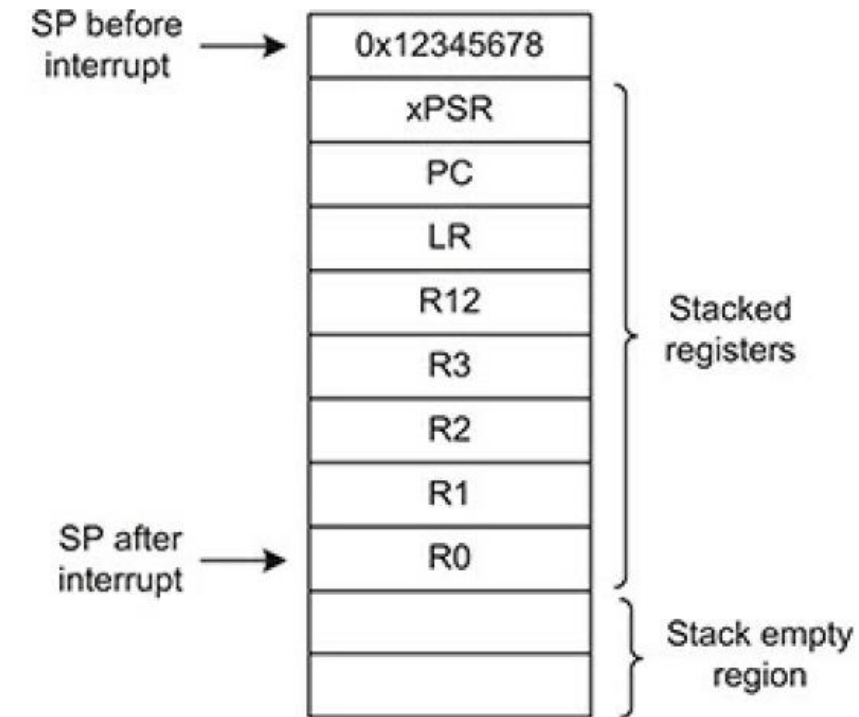 SP before
interrupt
0x12345678
xPSR
PC
LR
R12
R3
R2
R1
R0
Stacked
registers
SP after
interrupt
Stack empty
region